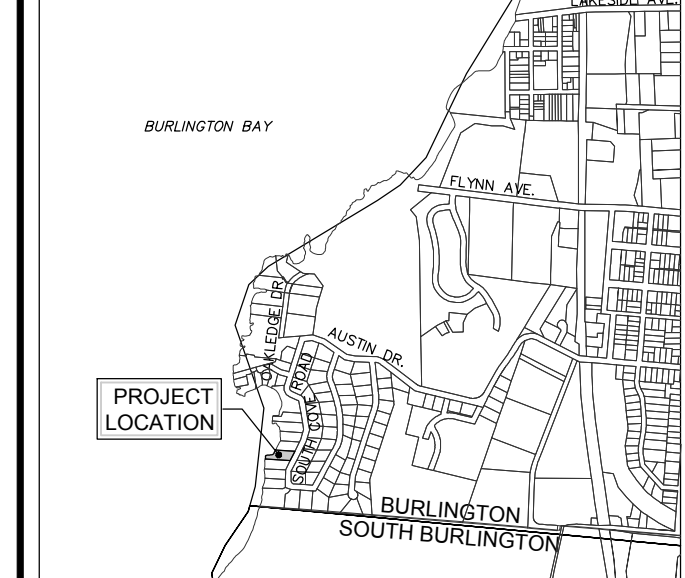 LAKESIDE AVE.
BURLINGTON BAY
FLYNN AVE.
OAKLEDGE DR.
AUSTIN DR.
SOUTH COVE ROAD
PROJECT
LOCATION
BURLINGTON
SOUTH BURLINGTON